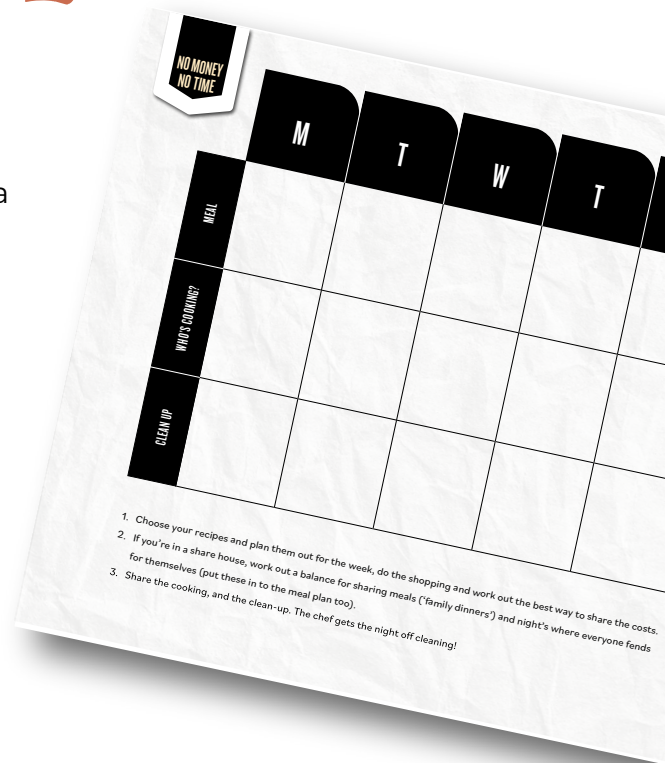 a
NO MONEY
NO TIME
M
T
W
T
MEAL
WHO'S COOKING?
CLEAN UP
1. Choose your recipes and plan them out for the week, do the shopping and work out the best way to share the costs.
2. If you're in a share house, work out a balance for sharing meals ('family dinners') and night's where everyone fends
for themselves (put these in to the meal plan too).
3. Share the cooking, and the clean-up. The chef gets the night off cleaning!